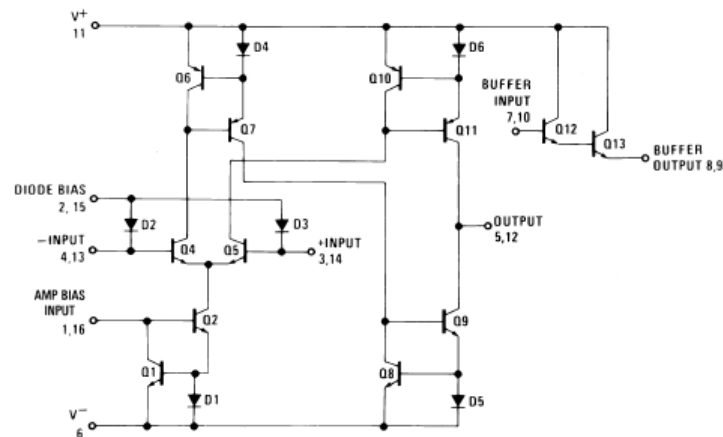 V+
11
D4
D6
Q6
Q10
BUFFER
INPUT
7,10
Q7
Q11
Q12
Q13
BUFFER
OUTPUT 8,9
DIODE BIAS
2, 15
D2
D3
−INPUT
4,13
Q4
Q5
+INPUT
3,14
OUTPUT
5,12
AMP BIAS
INPUT
1,16
Q2
Q9
Q1
D1
Q8
D5
V−
6